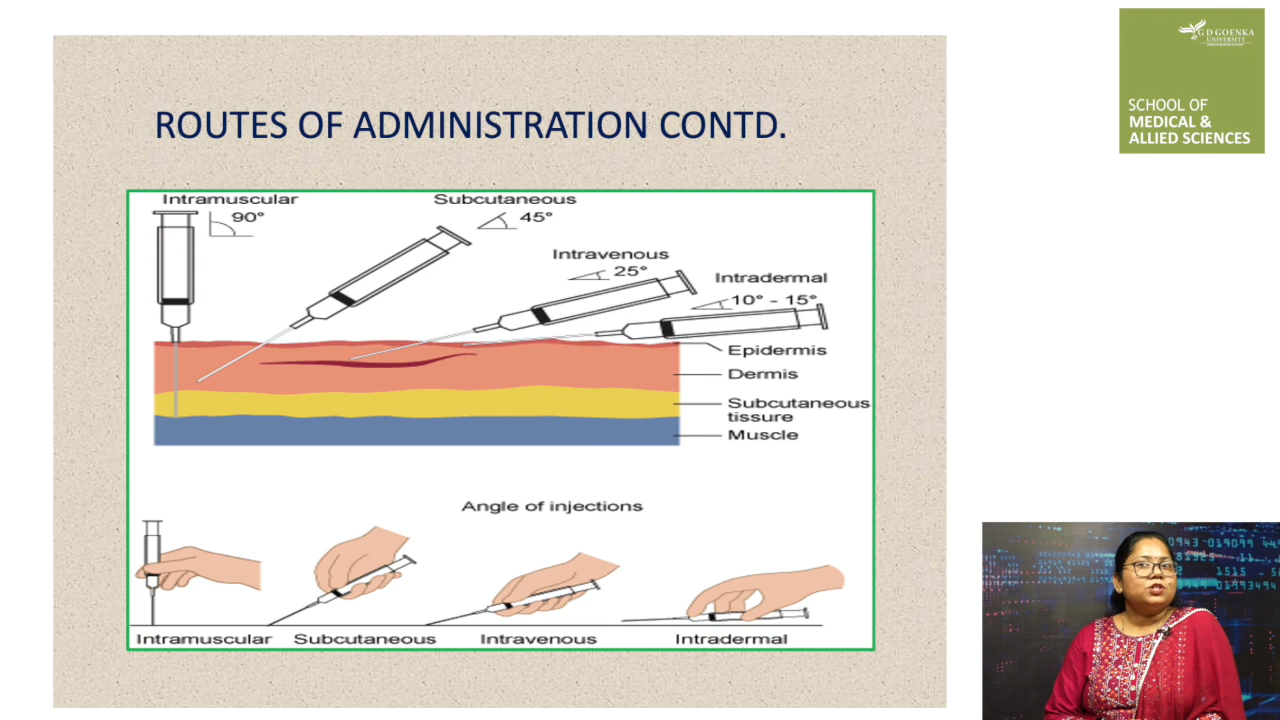 G D GOENKA
UNIVERSITY
SCHOOL OF
MEDICAL &
ALLIED SCIENCES
ROUTES OF ADMINISTRATION CONTD.
Intramuscular
90°
Subcutaneous
45°
Intravenous
25°
Intradermal
10° - 15°
Epidermis
Dermis
Subcutaneous
tissure
Muscle
Angle of injections
Intramuscular
Subcutaneous
Intravenous
Intradermal